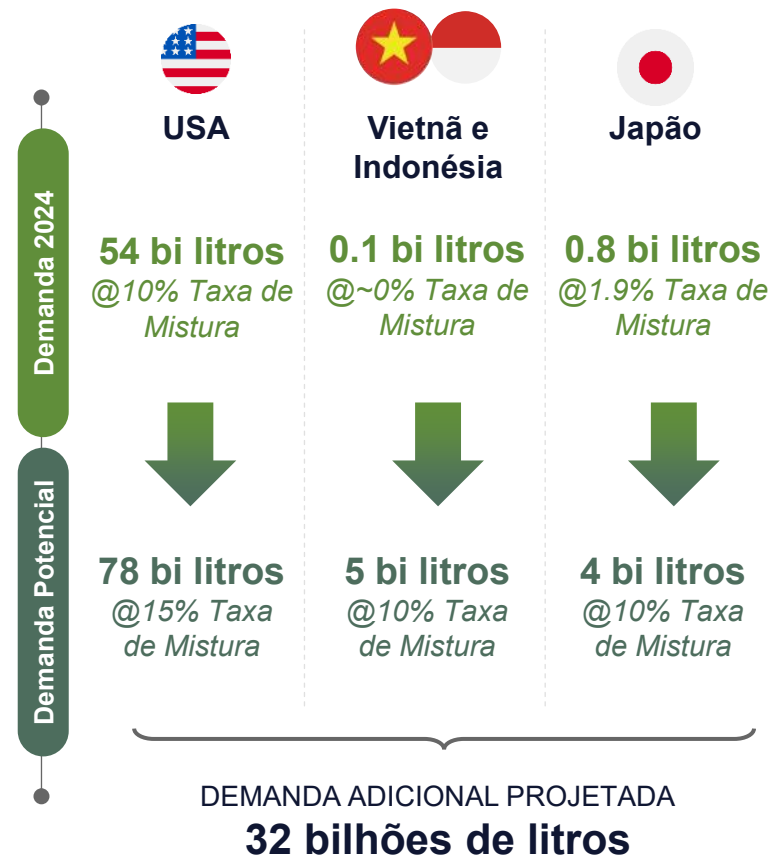 USA
Vietnã e
Indonésia
Japão
Demanda 2024
54 bi litros
@10% Taxa de
Mistura
0.1 bi litros
@~0% Taxa de
Mistura
0.8 bi litros
@1.9% Taxa de
Mistura
Demanda Potencial
78 bi litros
@15% Taxa
de Mistura
5 bi litros
@10% Taxa
de Mistura
4 bi litros
@10% Taxa
de Mistura
DEMANDA ADICIONAL PROJETADA
32 bilhões de litros